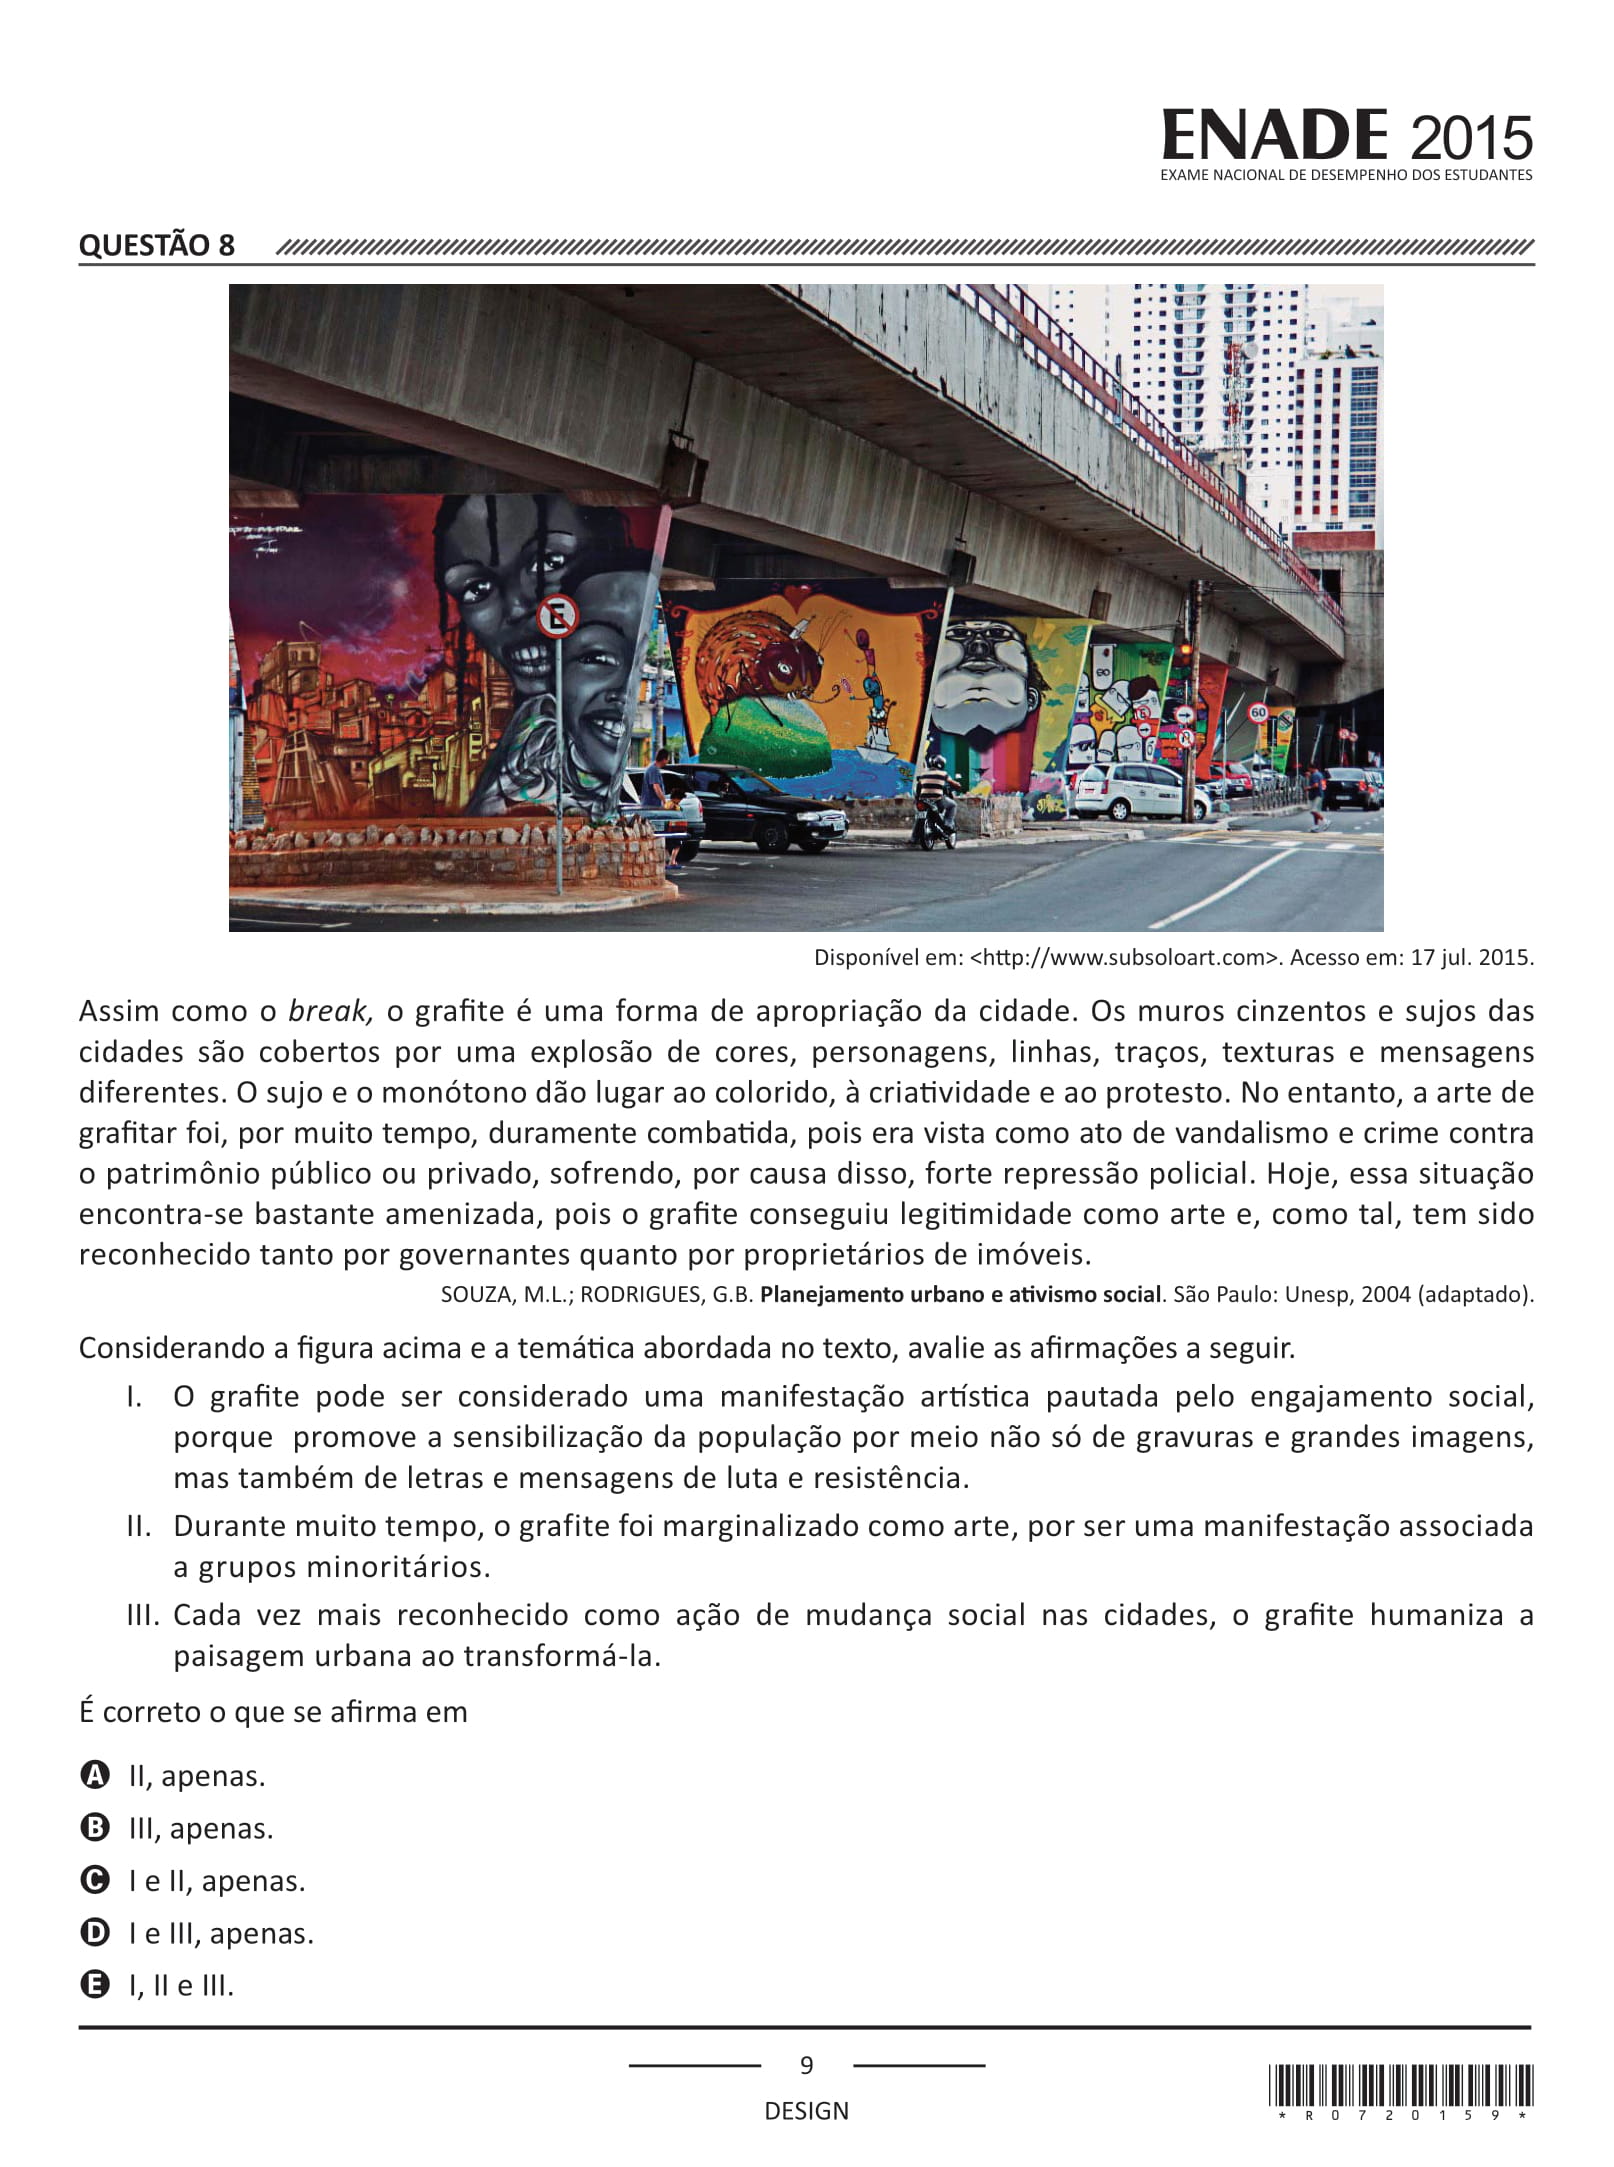 ENADE 2015
EXAME NACIONAL DE DESEMPENHO DOS ESTUDANTES
QUESTÃO 8
E
60
Disponível em: <http://www.subsoloart.com>. Acesso em: 17 jul. 2015.
Assim como o break, o grafite é uma forma de apropriação da cidade. Os muros cinzentos e sujos das
cidades são cobertos por uma explosão de cores, personagens, linhas, traços, texturas e mensagens
diferentes. O sujo e o monótono dão lugar ao colorido, à criatividade e ao protesto. No entanto, a arte de
grafitar foi, por muito tempo, duramente combatida, pois era vista como ato de vandalismo e crime contra
o patrimônio público ou privado, sofrendo, por causa disso, forte repressão policial. Hoje, essa situação
encontra-se bastante amenizada, pois o grafite conseguiu legitimidade como arte e, como tal, tem sido
reconhecido tanto por governantes quanto por proprietários de imóveis.
SOUZA, M.L.; RODRIGUES, G.B. Planejamento urbano e ativismo social. São Paulo: Unesp, 2004 (adaptado).
Considerando a figura acima e a temática abordada no texto, avalie as afirmações a seguir.
I. O grafite pode ser considerado uma manifestação artística pautada pelo engajamento social,
porque promove a sensibilização da população por meio não só de gravuras e grandes imagens,
mas também de letras e mensagens de luta e resistência.
II. Durante muito tempo, o grafite foi marginalizado como arte, por ser uma manifestação associada
a grupos minoritários.
III. Cada vez mais reconhecido como ação de mudança social nas cidades, o grafite humaniza a
paisagem urbana ao transformá-la.
É correto o que se afirma em
A II, apenas.
B III, apenas.
C I e II, apenas.
D I e III, apenas.
E I, II e III.
9
DESIGN
*R0720159*